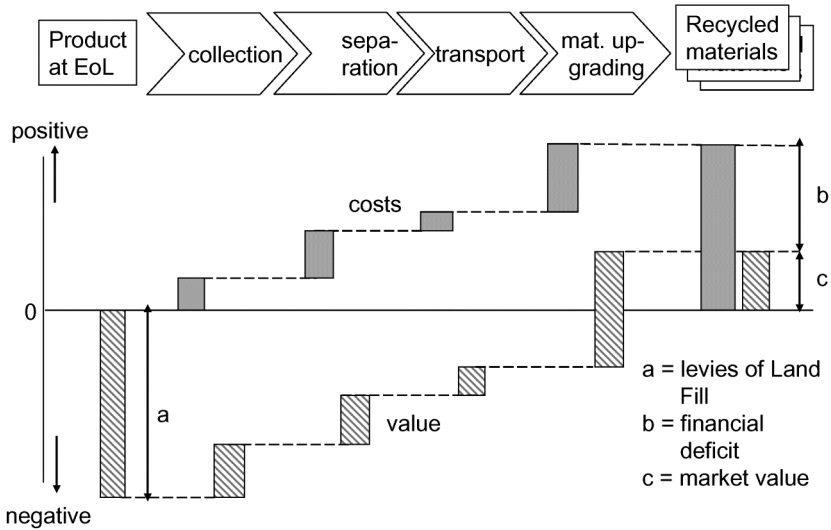 Product
at EoL
collection
sepa-
ration
transport
mat. up-
grading
Recycled
materials
positive
costs
b
c
0
a
value
a = levies of Land
Fill
b = financial
deficit
c = market value
negative